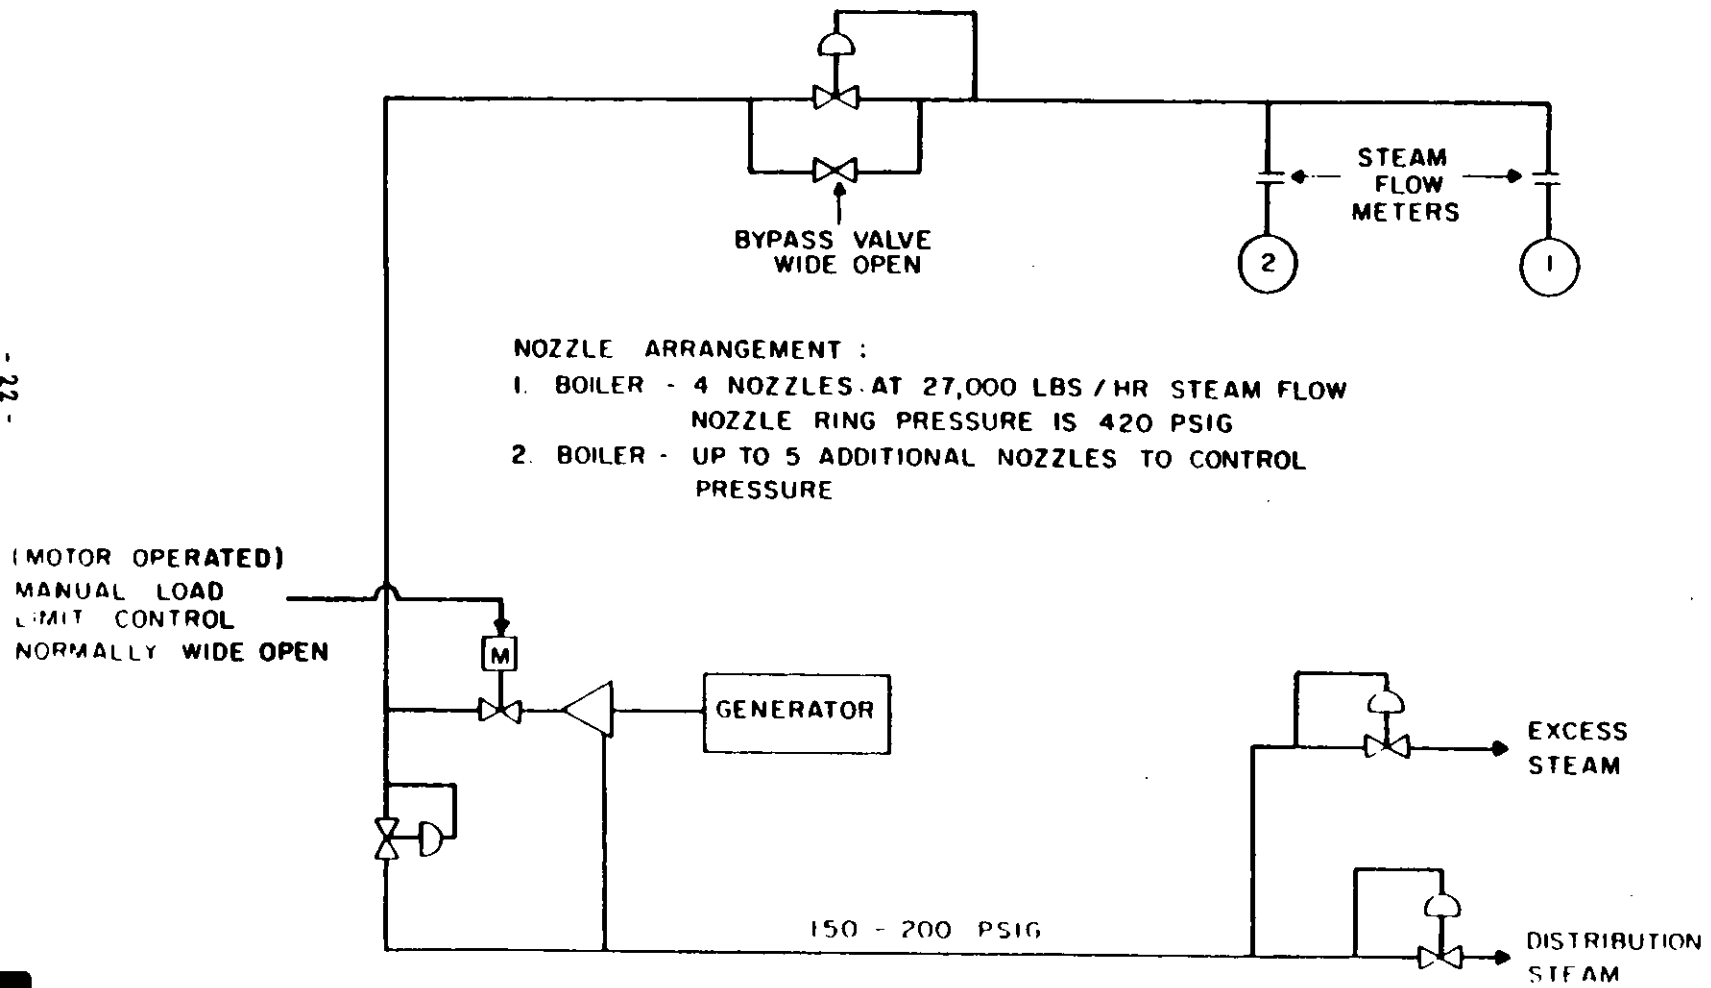 BYPASS VALVE
WIDE OPEN
STEAM
FLOW
METERS
2
1
NOZZLE ARRANGEMENT :
1. BOILER - 4 NOZZLES AT 27,000 LBS / HR STEAM FLOW
NOZZLE RING PRESSURE IS 420 PSIG
2. BOILER - UP TO 5 ADDITIONAL NOZZLES TO CONTROL
PRESSURE
- 22 -
(MOTOR OPERATED)
MANUAL LOAD
LIMIT CONTROL
NORMALLY WIDE OPEN
M
GENERATOR
EXCESS
STEAM
150 - 200 PSIG
DISTRIBUTION
STEAM